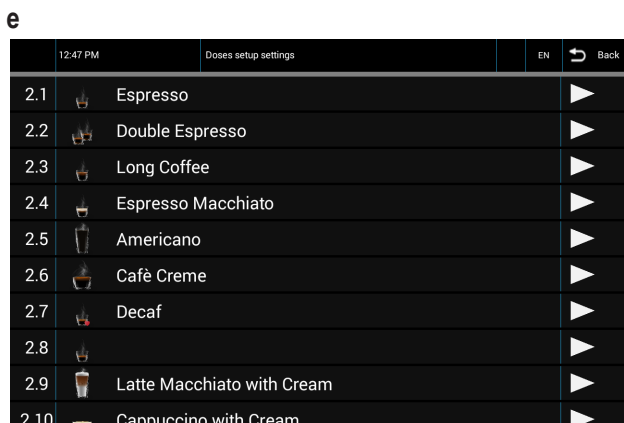 e
12:47 PM Doses setup settings EN Back
2.1 Espresso
2.2 Double Espresso
2.3 Long Coffee
2.4 Espresso Macchiato
2.5 Americano
2.6 Cafè Creme
2.7 Decaf
2.8
2.9 Latte Macchiato with Cream
2.10 Cappuccino with Cream